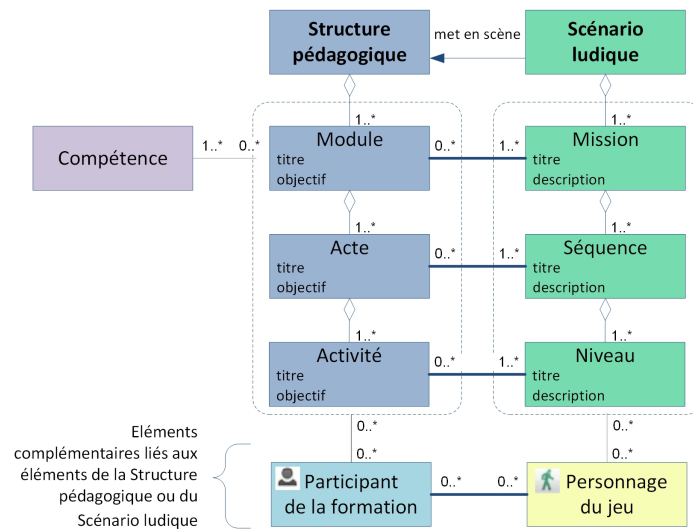 Structure
pédagogique
met en scène
Scénario
ludique
1..*
1..*
Compétence
1..*
0..*
Module
titre
objectif
0..*
1..*
Mission
titre
description
1..*
1..*
Acte
titre
objectif
0..*
1..*
Séquence
titre
description
1..*
1..*
Activité
titre
objectif
0..*
1..*
Niveau
titre
description
0..*
0..*
0..*
0..*
Eléments
complémentaires liés aux
éléments de la Structure
pédagogique ou du
Scénario ludique
Participant
de la formation
0..*
0..*
Personnage
du jeu